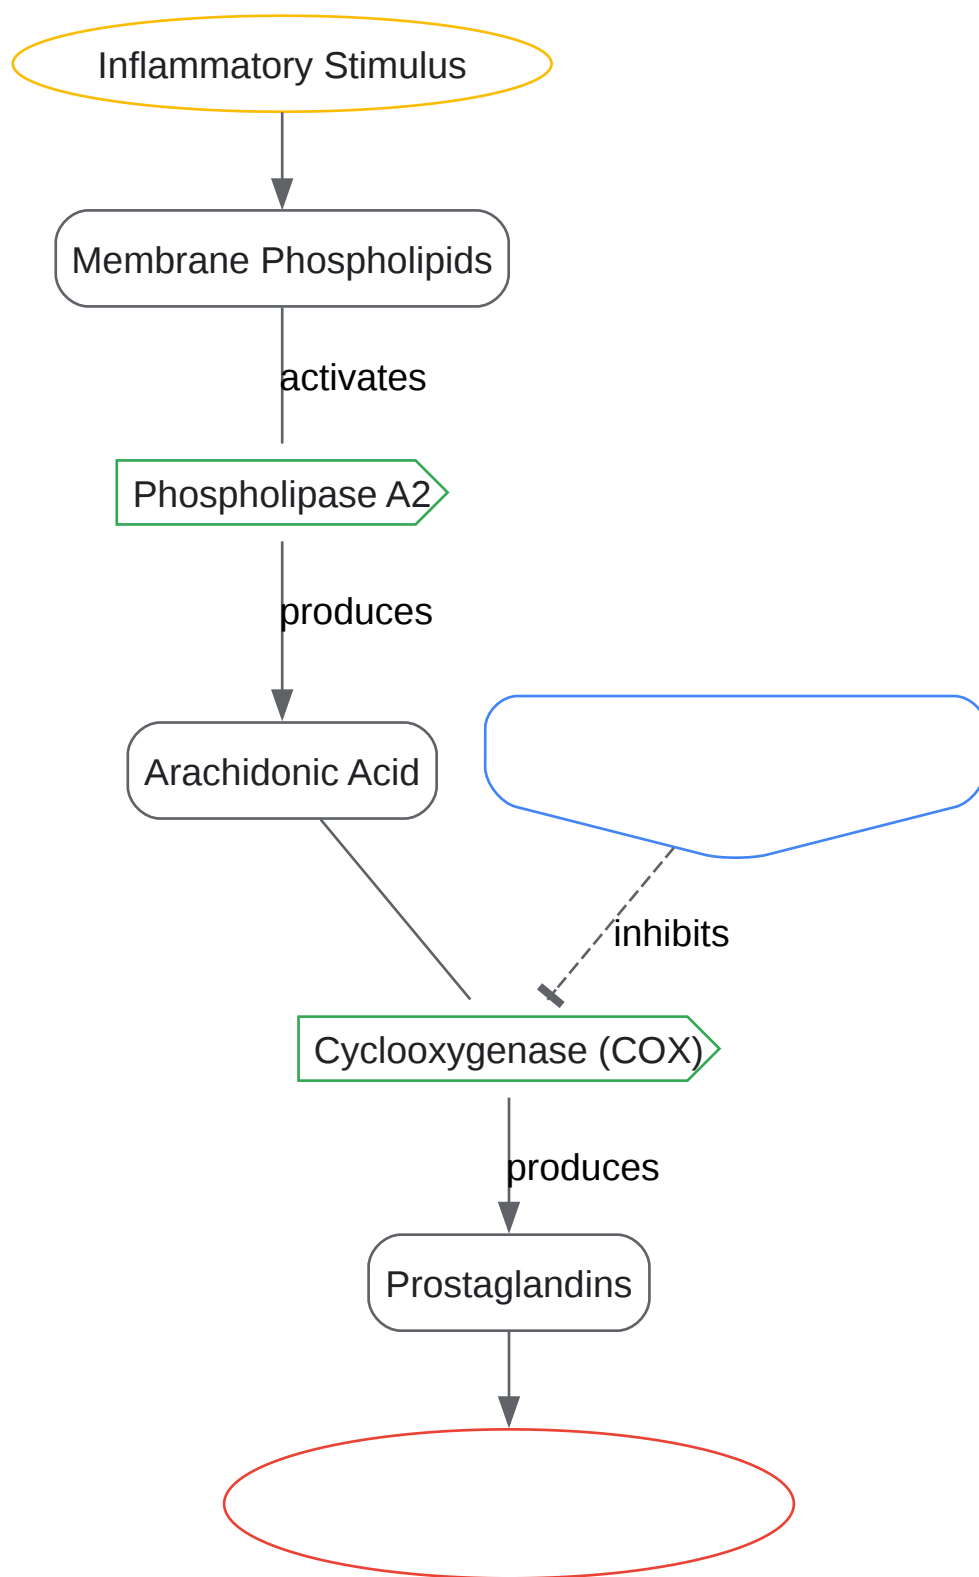 Inflammatory Stimulus
Membrane Phospholipids
activates
Phospholipase A2
produces
Arachidonic Acid
inhibits
Cyclooxygenase (COX)
produces
Prostaglandins